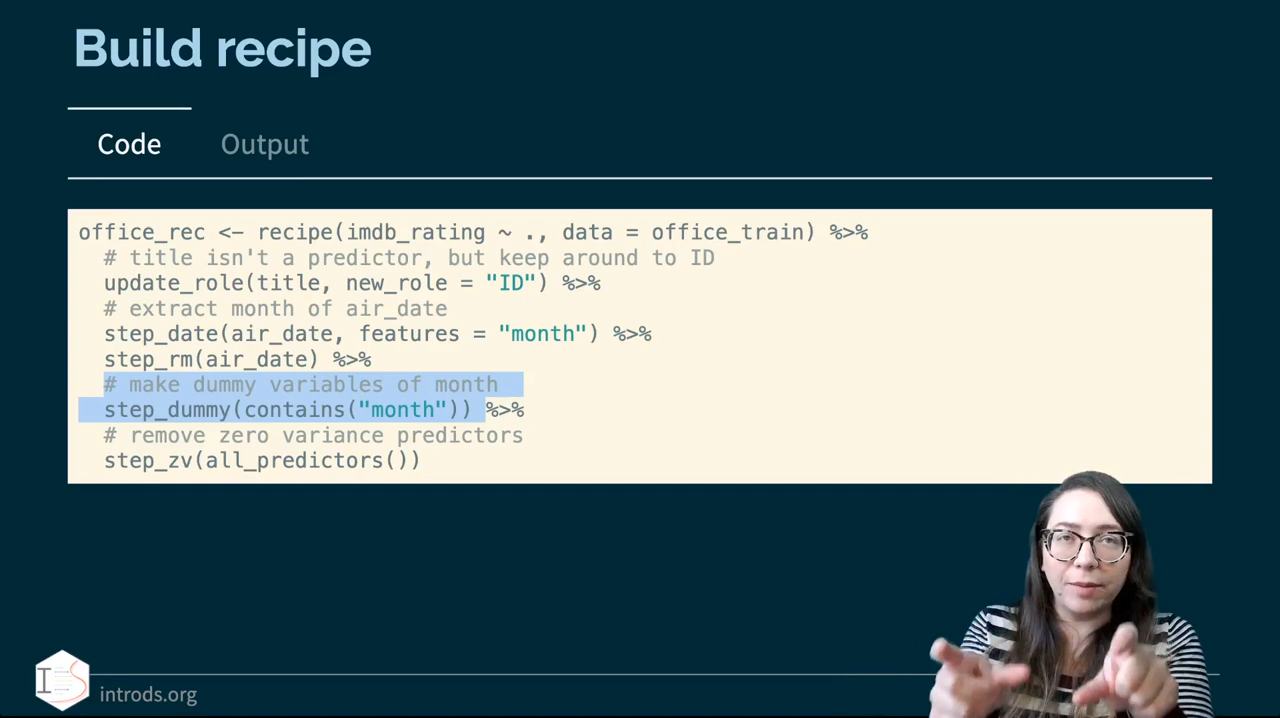 Build recipe
Code
Output
office_rec <- recipe(imdb_rating ~ ., data = office_train) %>%
  # title isn't a predictor, but keep around to ID
  update_role(title, new_role = "ID") %>%
  # extract month of air_date
  step_date(air_date, features = "month") %>%
  step_rm(air_date) %>%
  # make dummy variables of month
  step_dummy(contains("month")) %>%
  # remove zero variance predictors
  step_zv(all_predictors())
I S
introds.org